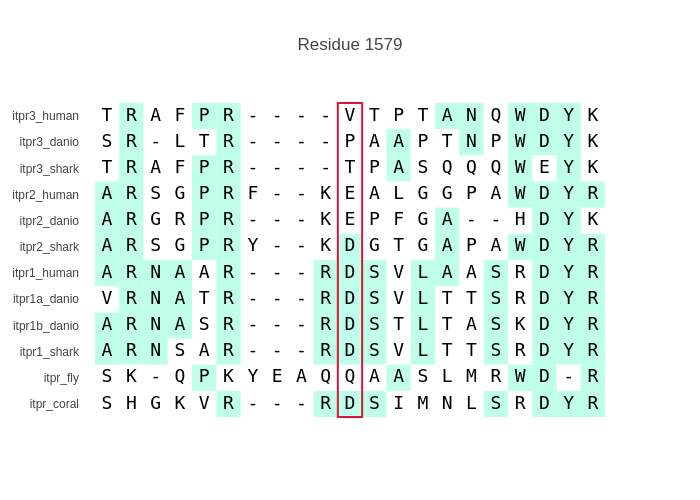 Residue 1579
itpr3_human T R A F P R - - - - V T P T A N Q W D Y K
itpr3_danio S R - L T R - - - - P A A P T N P W D Y K
itpr3_shark T R A F P R - - - - T P A S Q Q Q W E Y K
itpr2_human A R S G P R F - - K E A L G G P A W D Y R
itpr2_danio A R G R P R - - - K E P F G A - - H D Y K
itpr2_shark A R S G P R Y - - K D G T G A P A W D Y R
itpr1_human A R N A A R - - - R D S V L A A S R D Y R
itpr1a_danio V R N A T R - - - R D S V L T T S R D Y R
itpr1b_danio A R N A S R - - - R D S T L T A S K D Y R
itpr1_shark A R N S A R - - - R D S V L T T S R D Y R
itpr_fly S K - Q P K Y E A Q Q A A S L M R W D - R
itpr_coral S H G K V R - - - R D S I M N L S R D Y R